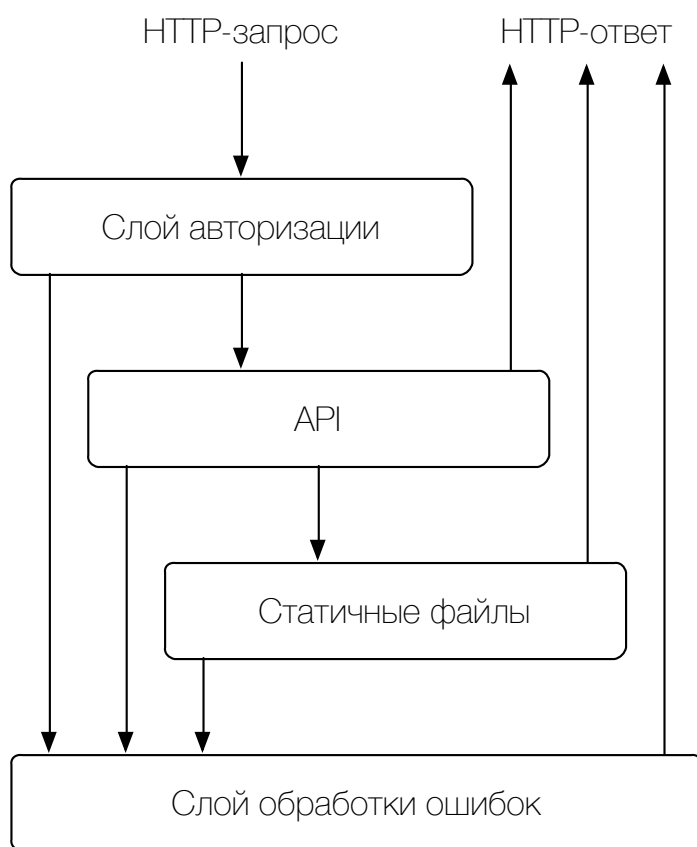 HTTP-запрос
HTTP-ответ
Слой авторизации
API
Статичные файлы
Слой обработки ошибок